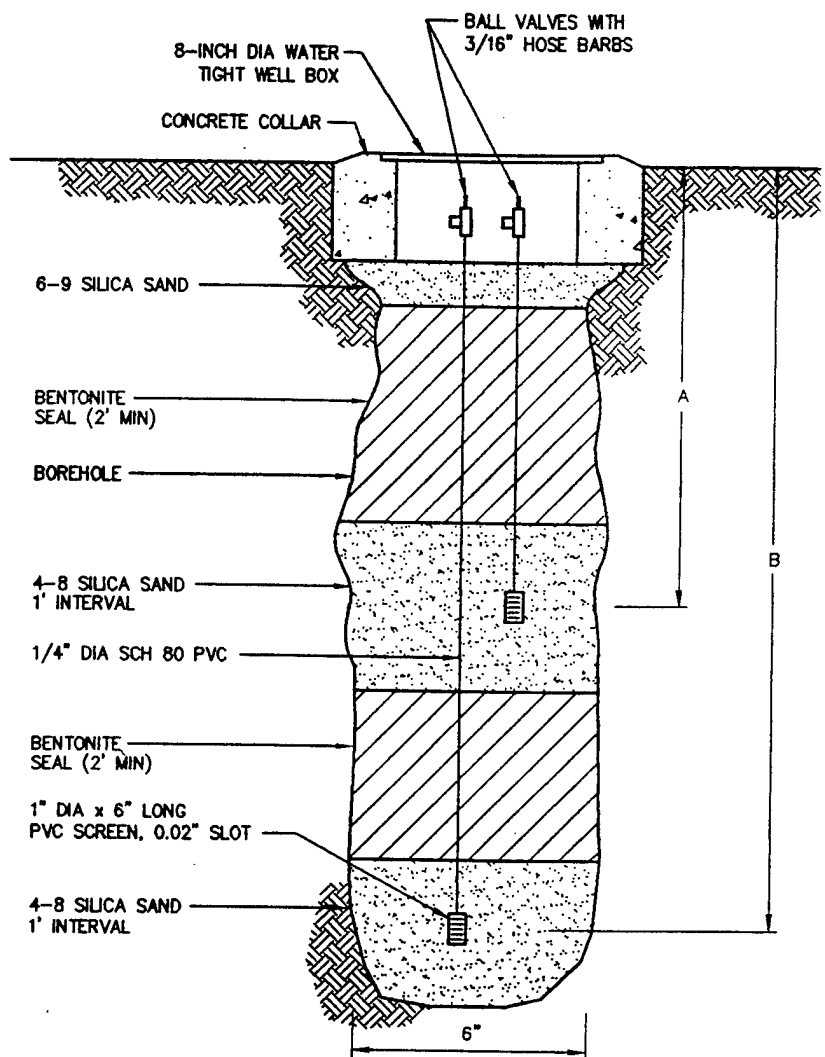 BALL VALVES WITH
3/16" HOSE BARBS
8-INCH DIA WATER
TIGHT WELL BOX
CONCRETE COLLAR
6-9 SILICA SAND
A
BENTONITE
SEAL (2' MIN)
BOREHOLE
B
4-8 SILICA SAND
1' INTERVAL
1/4" DIA SCH 80 PVC
BENTONITE
SEAL (2' MIN)
1" DIA x 6" LONG
PVC SCREEN, 0.02" SLOT
4-8 SILICA SAND
1' INTERVAL
6"